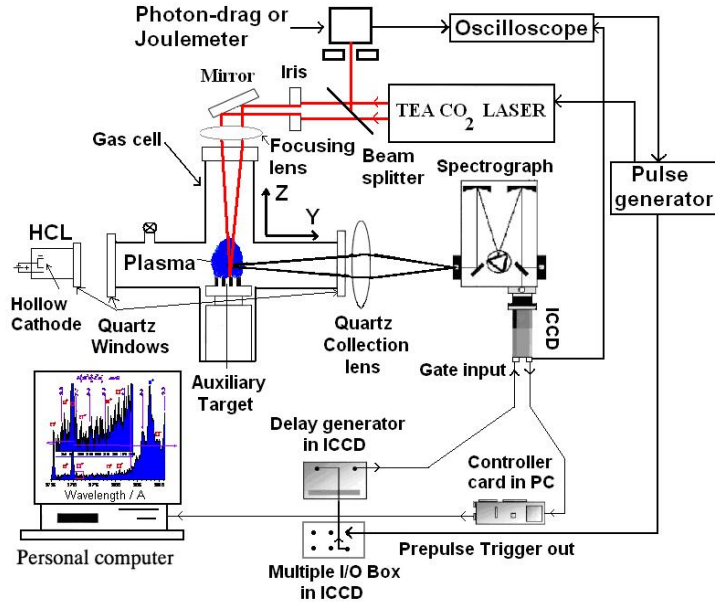 Photon-drag or
Joulemeter
Oscilloscope
Mirror
Iris
TEA CO2 LASER
Gas cell
Focusing
lens
Beam
splitter
Spectrograph
Pulse
generator
Z
Y
HCL
Plasma
Hollow
Cathode
Quartz
Windows
Quartz
Collection
lens
ICCD
Auxiliary
Target
Gate input
Delay generator
in ICCD
Controller
card in PC
Wavelength / A
Personal computer
Prepulse Trigger out
Multiple I/O Box
in ICCD